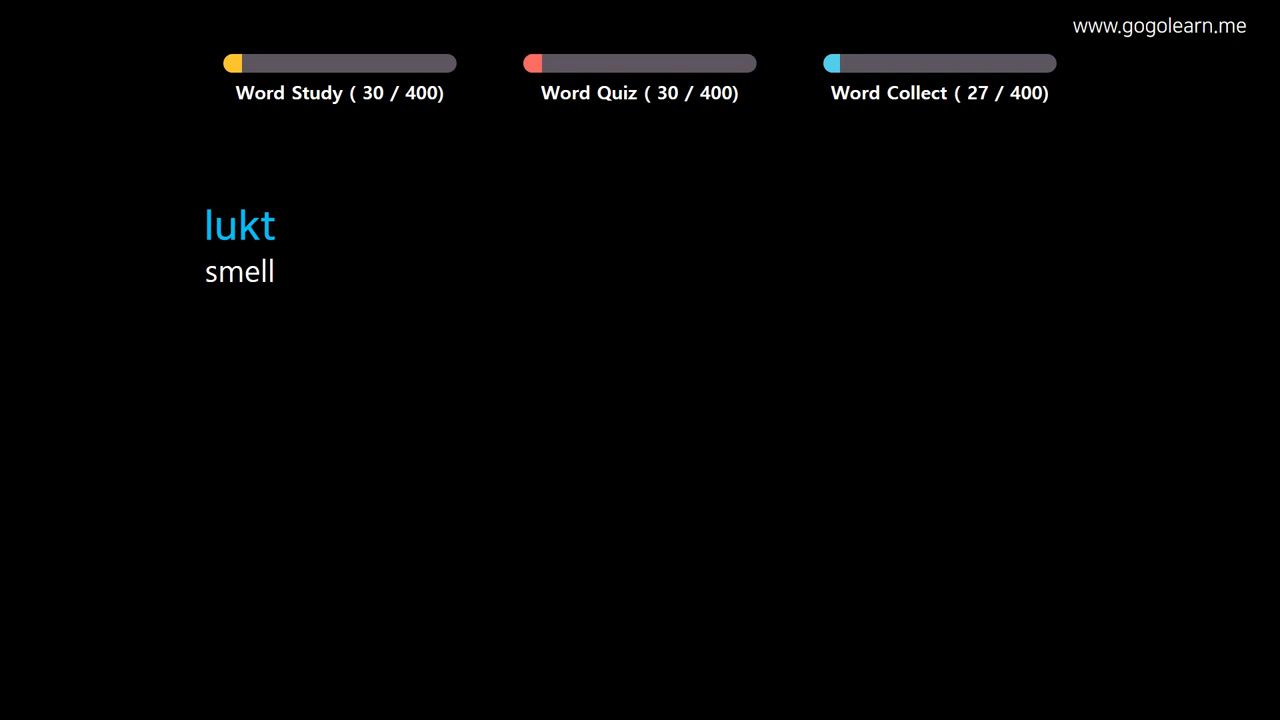 www.gogolearn.me
Word Study ( 30 / 400)
Word Quiz ( 30 / 400)
Word Collect ( 27 / 400)
lukt
smell